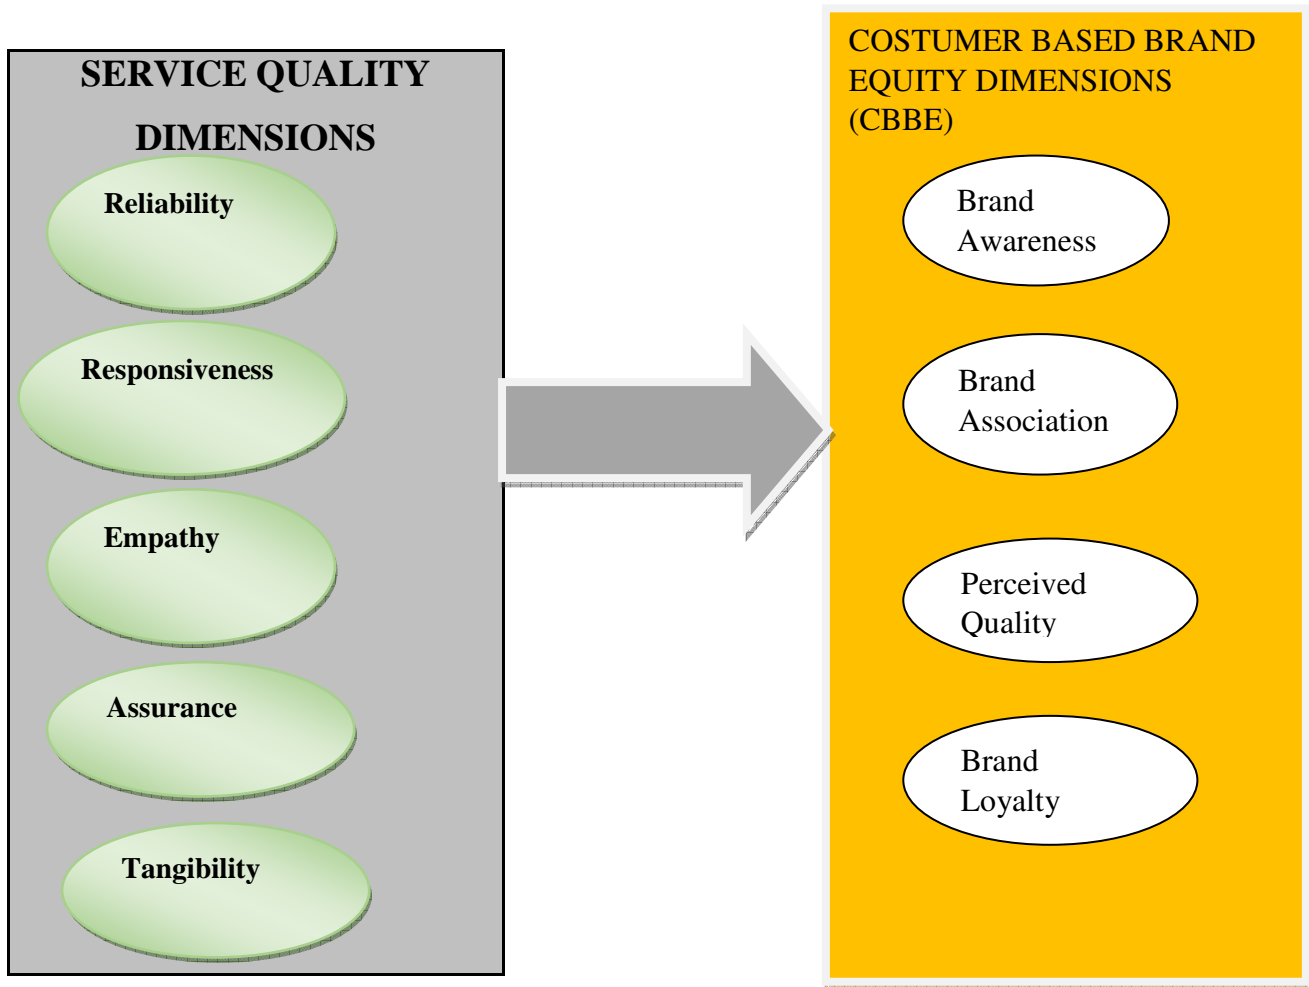 SERVICE QUALITY
DIMENSIONS
Reliability
Responsiveness
Empathy
Assurance
Tangibility
COSTUMER BASED BRAND
EQUITY DIMENSIONS
(CBBE)
Brand
Awareness
Brand
Association
Perceived
Quality
Brand
Loyalty